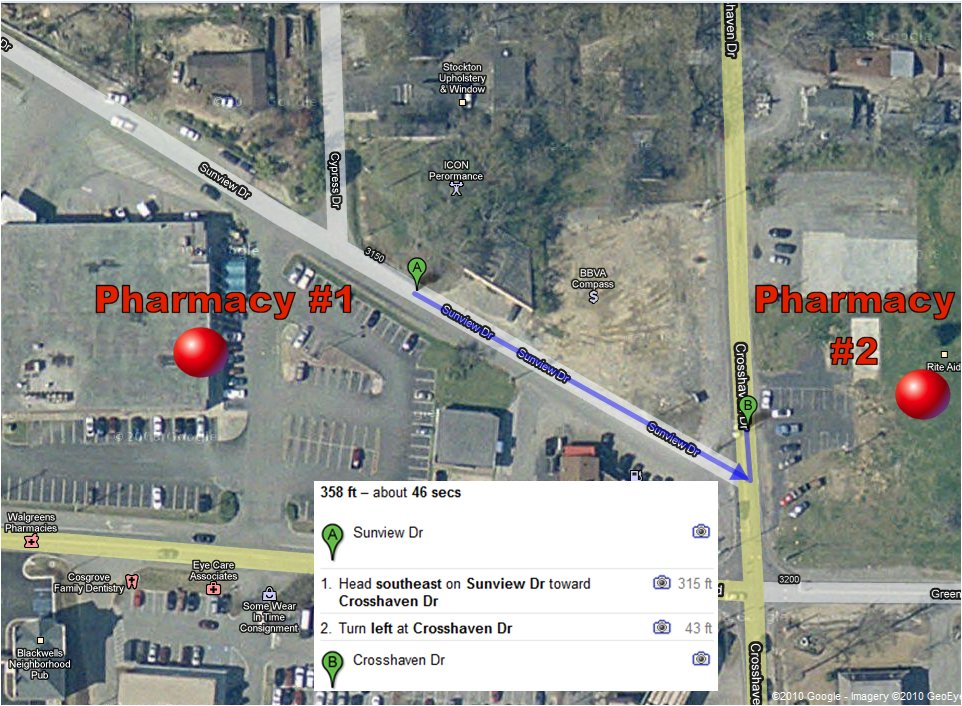 Dr
haven Dr
Stockton
Upholstery
& Window
Cypress Dr
Sunview Dr
ICON
Perormance
3150
A
BBVA
Compass
$
Pharmacy #1
Pharmacy
#2
Sunview Dr
Sunview Dr
Sunview Dr
Crosshaven Dr
B
Rite Aid
358 ft – about 46 secs
A Sunview Dr
1. Head southeast on Sunview Dr toward 315 ft
Crosshaven Dr
2. Turn left at Crosshaven Dr 43 ft
B Crosshaven Dr
Walgreens
Pharmacies
Cosgrove
Family Dentistry
Eye Care
Associates
Some Wear
In Time
Consignment
Blackwells
Neighborhood
Pub
d
3200
Green
Crosshave
©2010 Google - Imagery ©2010 GeoEye